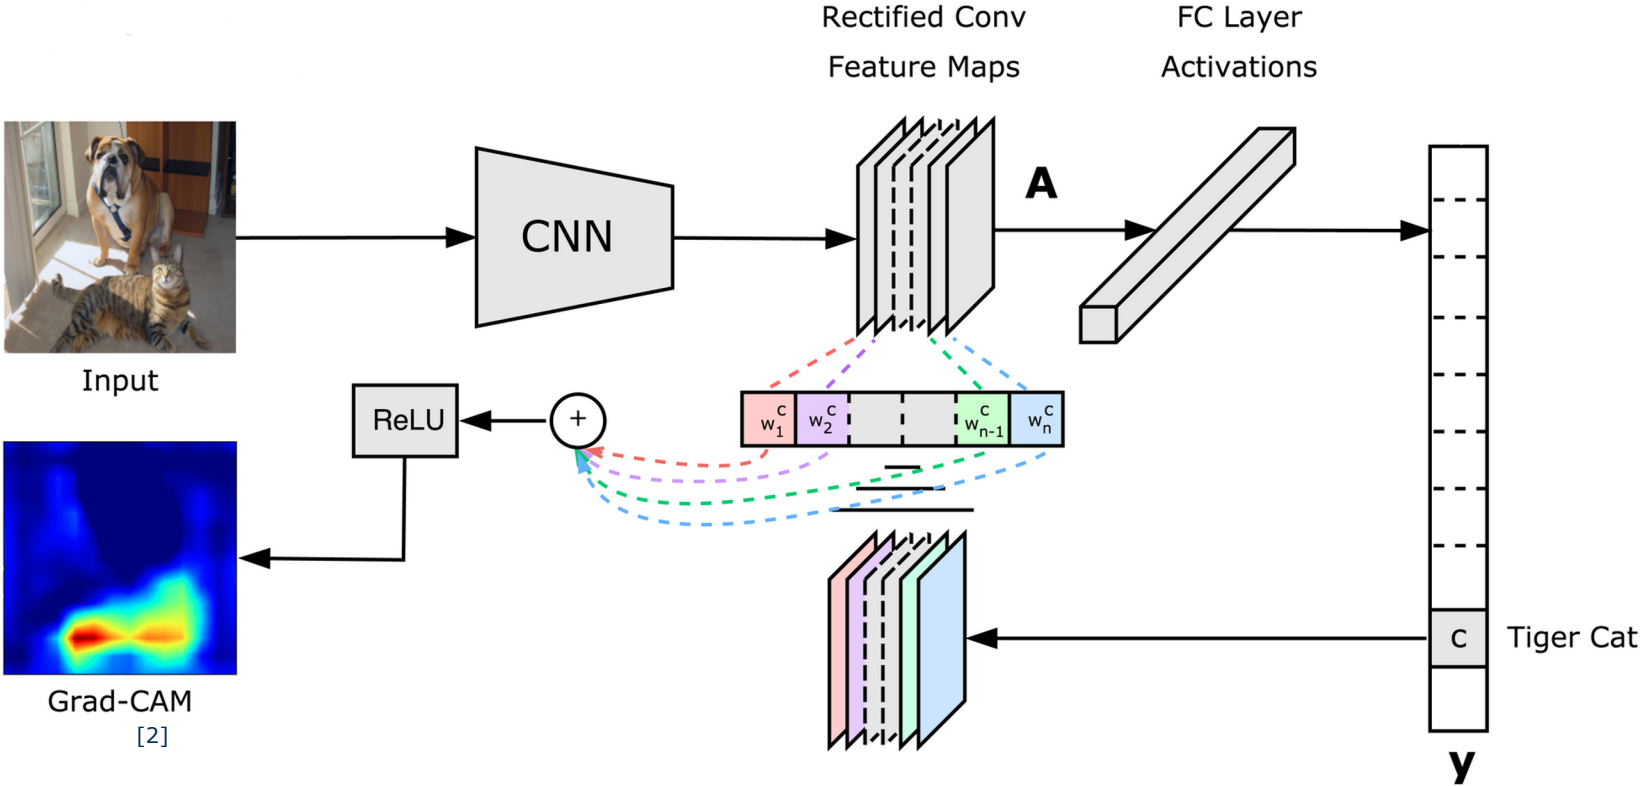 Rectified Conv
Feature Maps
FC Layer
Activations
A
CNN
Input
ReLU
+
w₁ᶜ w₂ᶜ wₙ₋₁ᶜ wₙᶜ
Grad-CAM
[2]
c
Tiger Cat
y